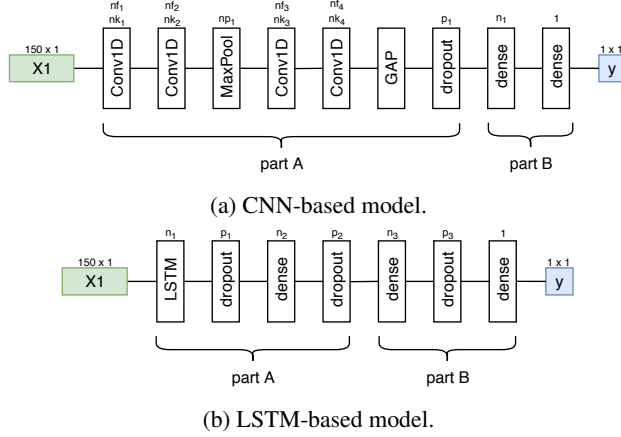 nf1 nf2 nf3 nf4
150 x 1 nk1 nk2 np1 nk3 nk4 p1 n1 1 1 x 1
X1 Conv1D Conv1D MaxPool Conv1D Conv1D GAP dropout dense dense y
part A part B
(a) CNN-based model.
150 x 1 n1 p1 n2 p2 n3 p3 1 1 x 1
X1 LSTM dropout dense dropout dense dropout dense y
part A part B
(b) LSTM-based model.